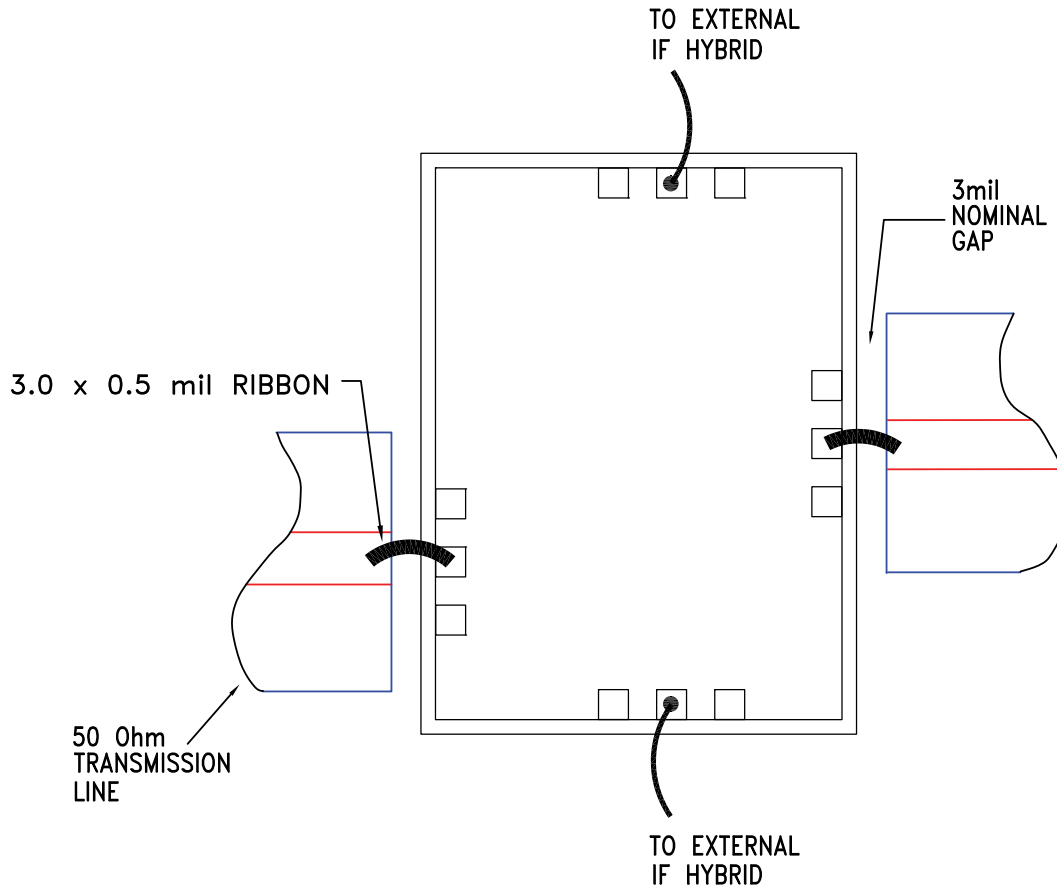 TO EXTERNAL
IF HYBRID
3mil
NOMINAL
GAP
3.0 x 0.5 mil RIBBON
50 Ohm
TRANSMISSION
LINE
TO EXTERNAL
IF HYBRID